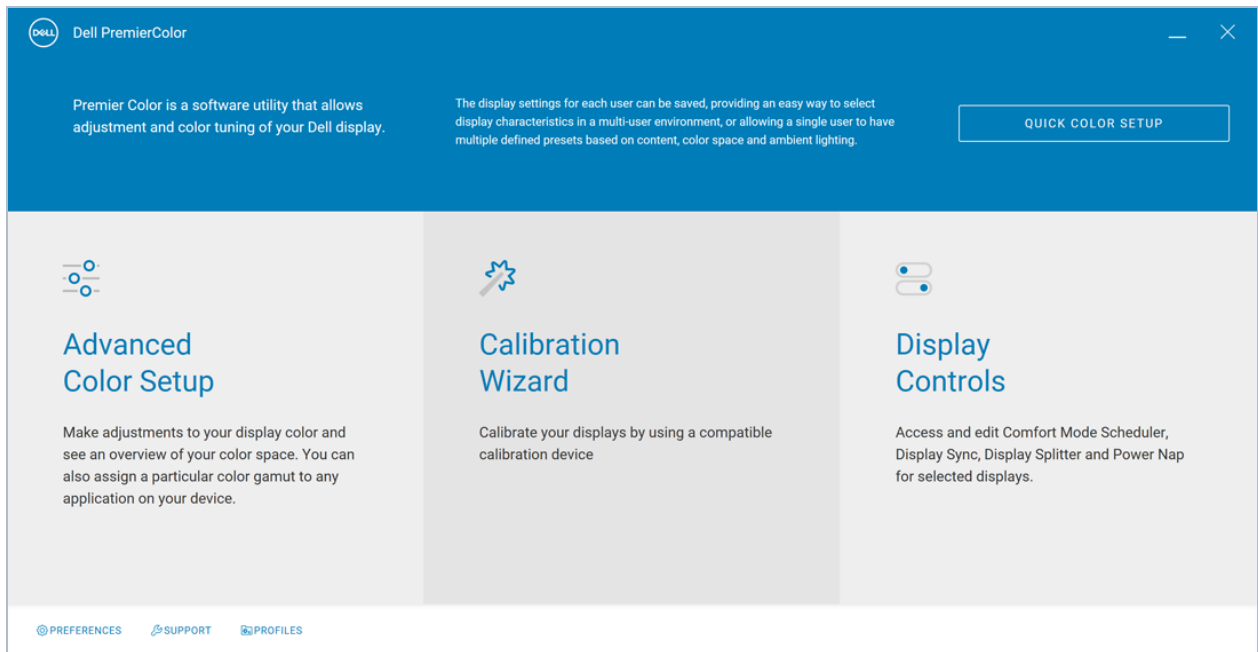 DELL
Dell PremierColor
Premier Color is a software utility that allows
adjustment and color tuning of your Dell display.
The display settings for each user can be saved, providing an easy way to select
display characteristics in a multi-user environment, or allowing a single user to have
multiple defined presets based on content, color space and ambient lighting.
QUICK COLOR SETUP
Advanced
Color Setup
Make adjustments to your display color and
see an overview of your color space. You can
also assign a particular color gamut to any
application on your device.
Calibration
Wizard
Calibrate your displays by using a compatible
calibration device
Display
Controls
Access and edit Comfort Mode Scheduler,
Display Sync, Display Splitter and Power Nap
for selected displays.
PREFERENCES
SUPPORT
PROFILES